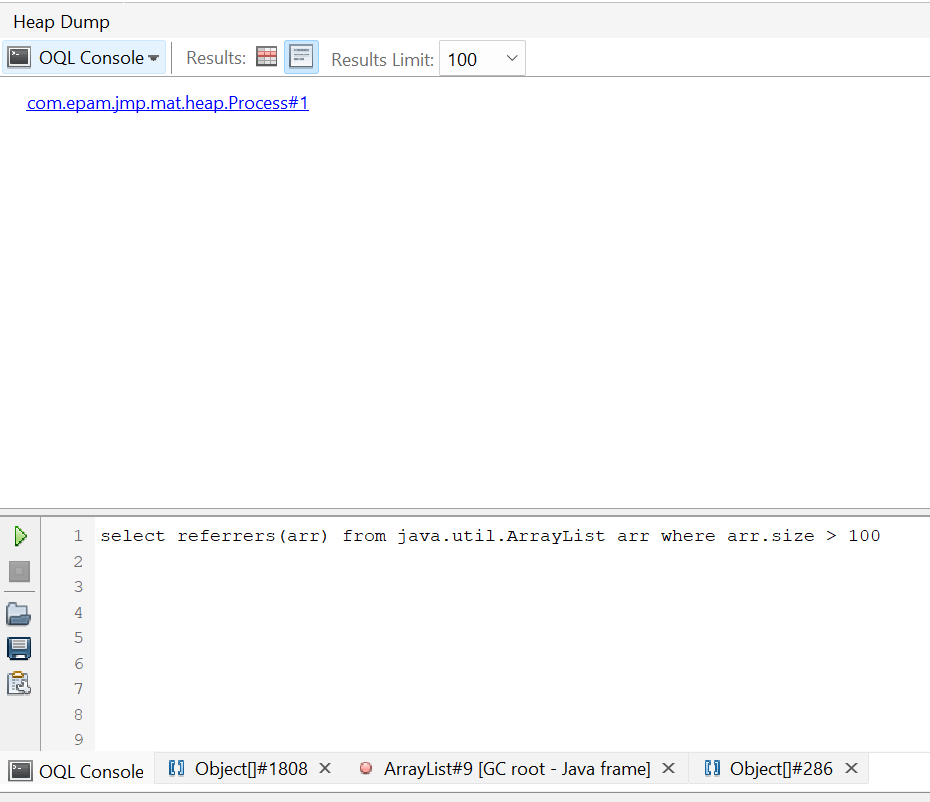 Heap Dump
OQL Console Results: Results Limit: 100
com.epam.jmp.mat.heap.Process#1
1 select referrers(arr) from java.util.ArrayList arr where arr.size > 100
2
3
4
5
6
7
8
9
OQL Console Object[]#1808 ArrayList#9 [GC root - Java frame] Object[]#286